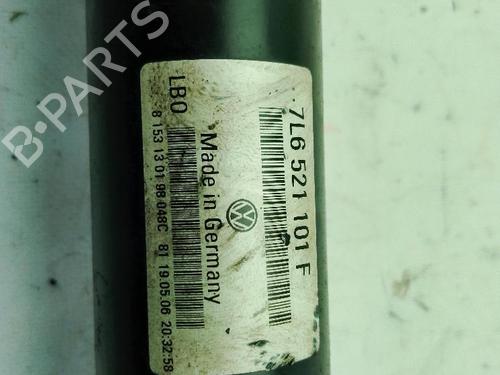 B-PARTS
7L6 521 101 F
Made in Germany
LBO
8 153 13 01 98 048C 81 19.05.06 20:32:58